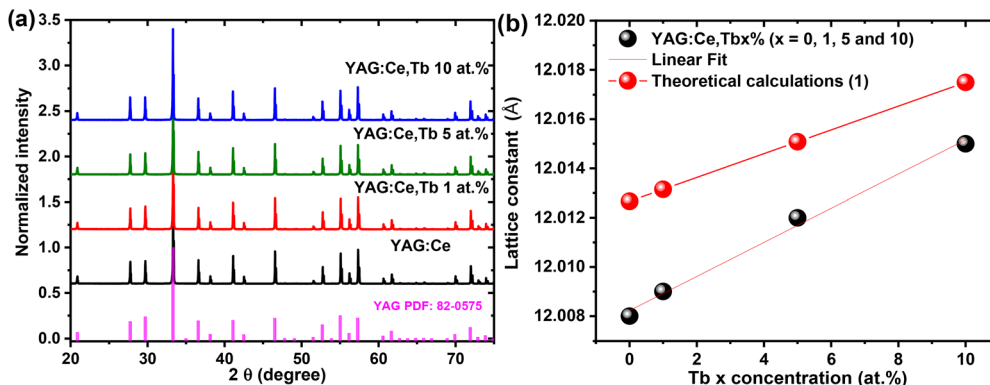 (a)
Normalized intensity
3.5
3.0
2.5
2.0
1.5
1.0
0.5
0.0
YAG:Ce,Tb 10 at.%
YAG:Ce,Tb 5 at.%
YAG:Ce,Tb 1 at.%
YAG:Ce
YAG PDF: 82-0575
20 30 40 50 60 70
2 θ (degree)
(b)
Lattice constant (Å)
12.020
12.018
12.016
12.014
12.012
12.010
12.008
YAG:Ce,Tbx% (x = 0, 1, 5 and 10)
Linear Fit
Theoretical calculations (1)
0 2 4 6 8 10
Tb x concentration (at.%)